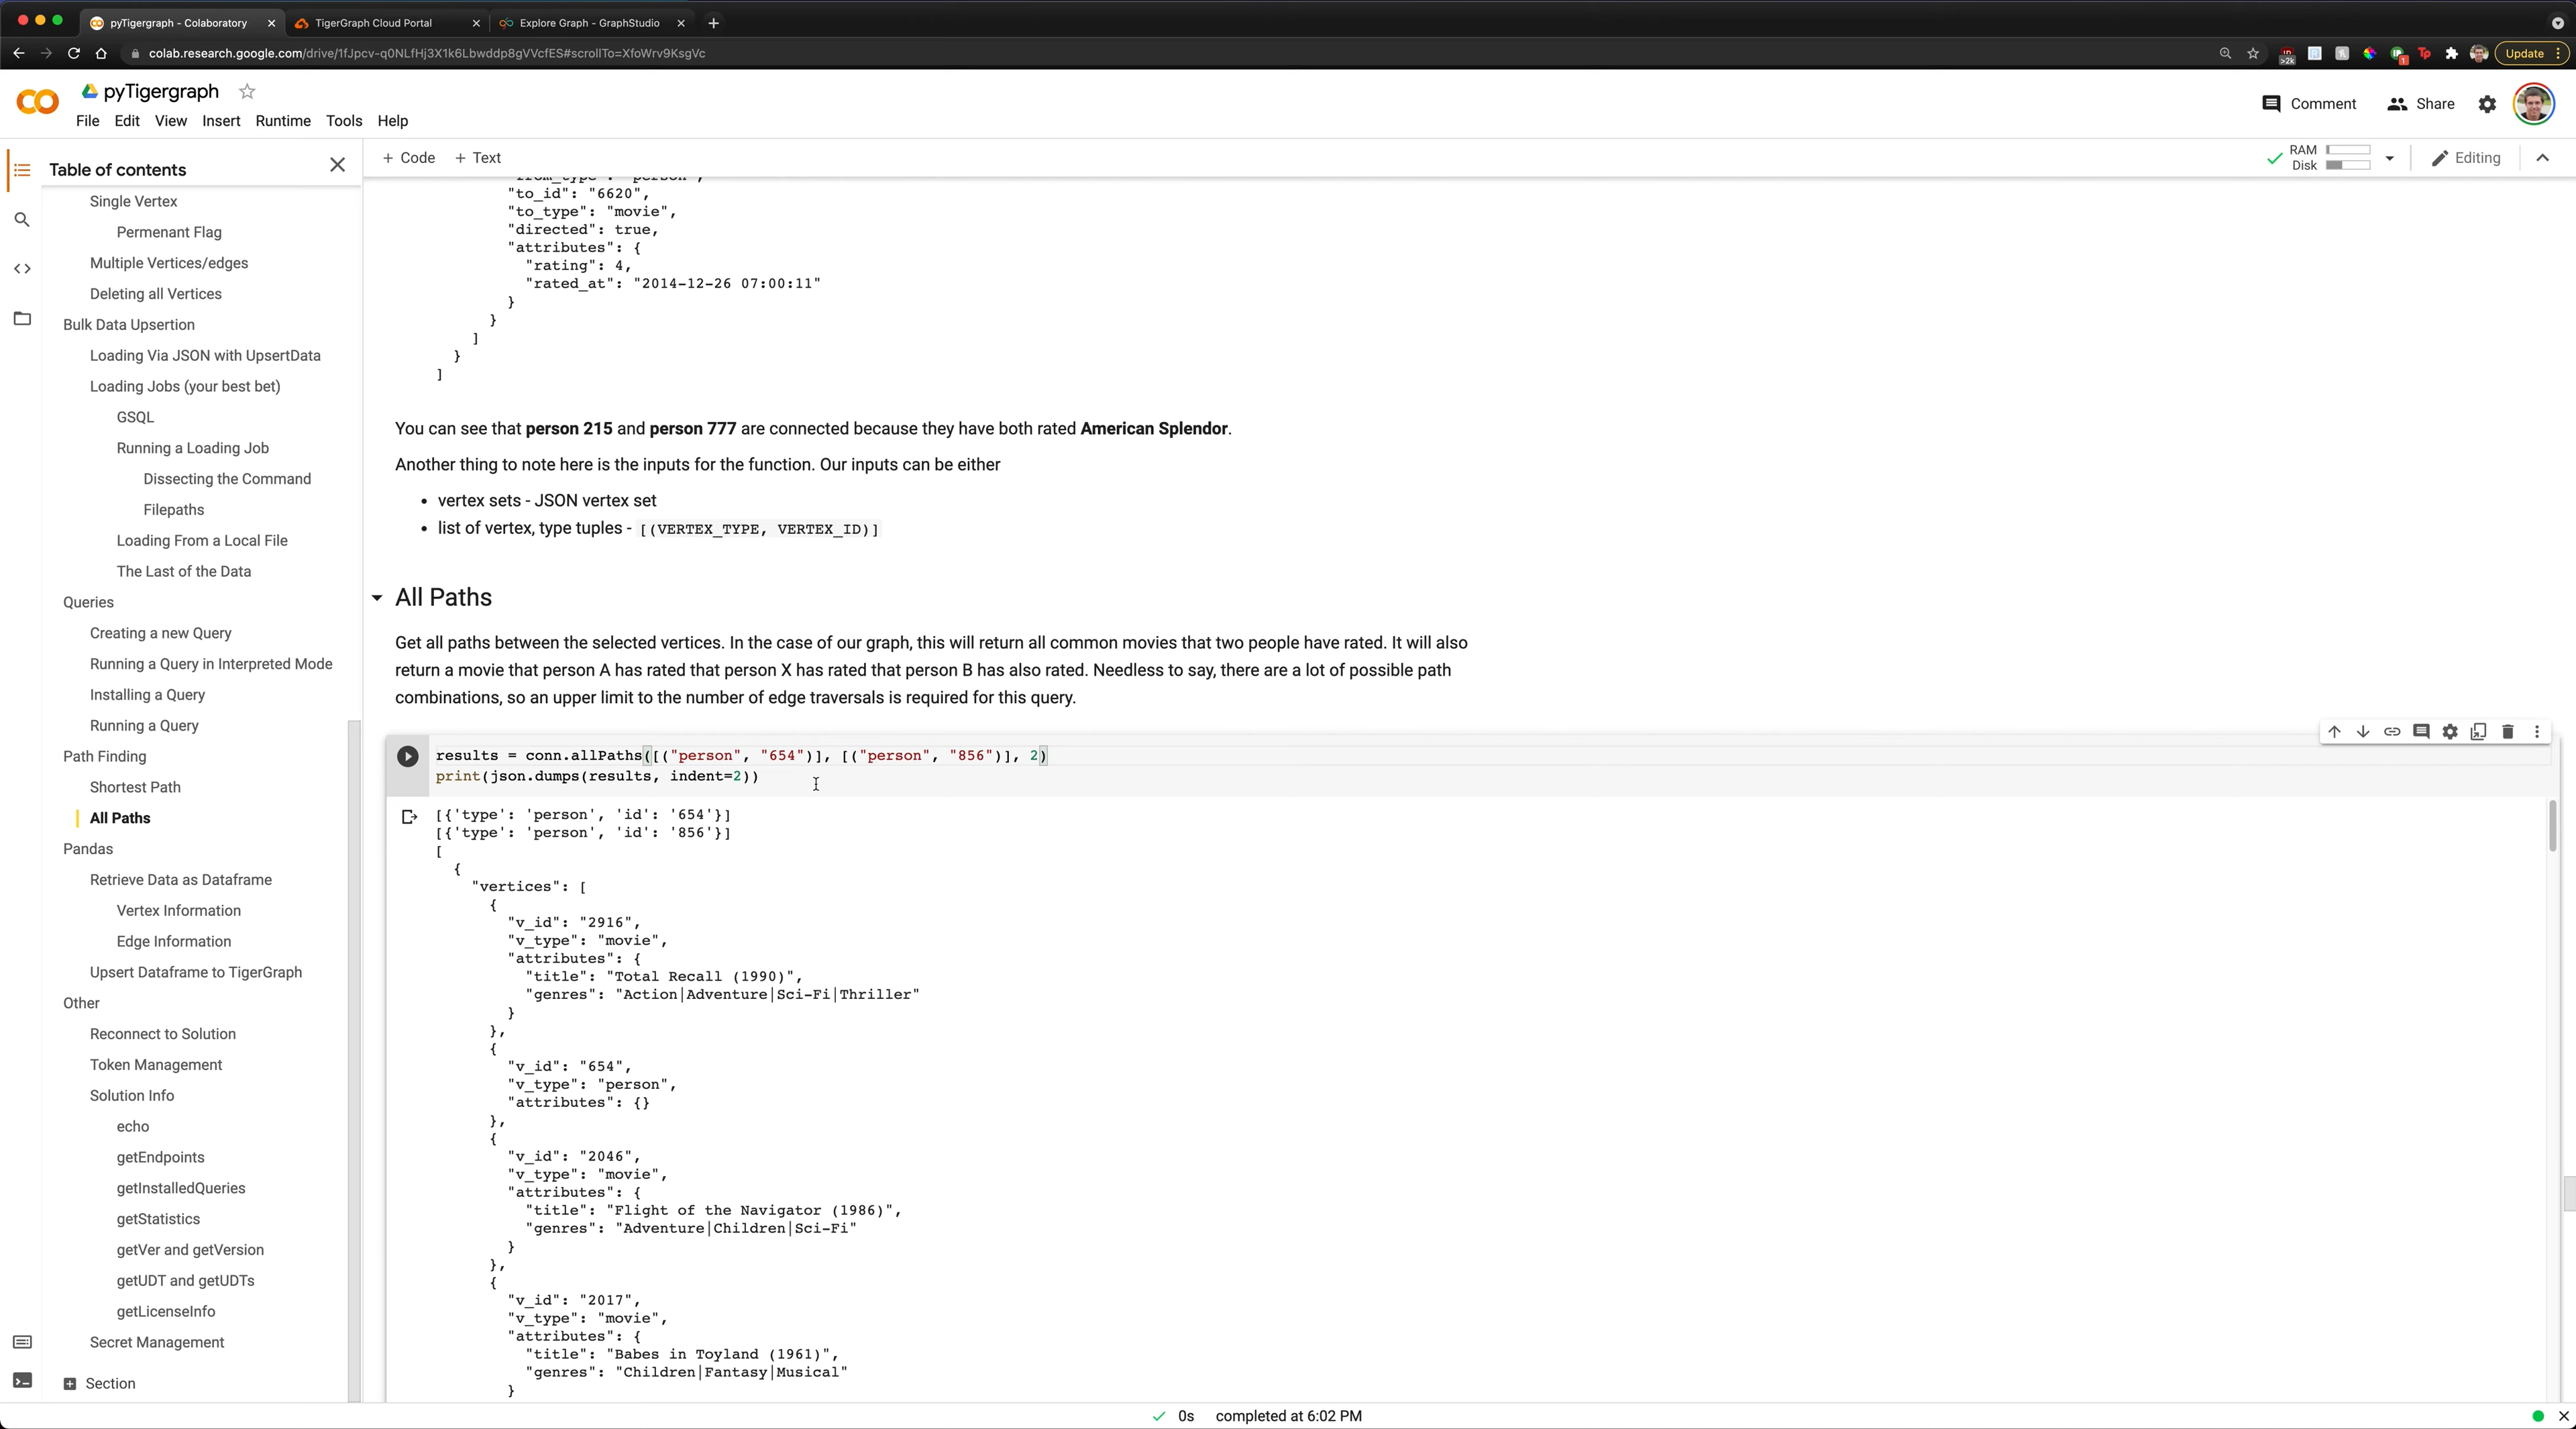 pyTigergraph - Colaboratory
TigerGraph Cloud Portal
Explore Graph - GraphStudio
colab.research.google.com/drive/1fJpcv-q0NLfHj3X1k6Lbwddp8gVVcfES#scrollTo=XfoWrv9KsgVc
>2k
1
Update
pyTigergraph
File Edit View Insert Runtime Tools Help
Comment
Share
+ Code + Text
RAM
Disk
Editing
Table of contents
Single Vertex
Permenant Flag
Multiple Vertices/edges
Deleting all Vertices
Bulk Data Upsertion
Loading Via JSON with UpsertData
Loading Jobs (your best bet)
GSQL
Running a Loading Job
Dissecting the Command
Filepaths
Loading From a Local File
The Last of the Data
Queries
Creating a new Query
Running a Query in Interpreted Mode
Installing a Query
Running a Query
Path Finding
Shortest Path
All Paths
Pandas
Retrieve Data as Dataframe
Vertex Information
Edge Information
Upsert Dataframe to TigerGraph
Other
Reconnect to Solution
Token Management
Solution Info
echo
getEndpoints
getInstalledQueries
getStatistics
getVer and getVersion
getUDT and getUDTs
getLicenseInfo
Secret Management
Section
"from_type": "person",
"to_id": "6620",
"to_type": "movie",
"directed": true,
"attributes": {
"rating": 4,
"rated_at": "2014-12-26 07:00:11"
}
}
]
}
]
You can see that person 215 and person 777 are connected because they have both rated American Splendor.
Another thing to note here is the inputs for the function. Our inputs can be either
• vertex sets - JSON vertex set
• list of vertex, type tuples - [(VERTEX_TYPE, VERTEX_ID)]
All Paths
Get all paths between the selected vertices. In the case of our graph, this will return all common movies that two people have rated. It will also
return a movie that person A has rated that person X has rated that person B has also rated. Needless to say, there are a lot of possible path
combinations, so an upper limit to the number of edge traversals is required for this query.
results = conn.allPaths([("person", "654")], [("person", "856")], 2)
print(json.dumps(results, indent=2))
[{'type': 'person', 'id': '654'}]
[{'type': 'person', 'id': '856'}]
[
{
"vertices": [
{
"v_id": "2916",
"v_type": "movie",
"attributes": {
"title": "Total Recall (1990)",
"genres": "Action|Adventure|Sci-Fi|Thriller"
}
},
{
"v_id": "654",
"v_type": "person",
"attributes": {}
},
{
"v_id": "2046",
"v_type": "movie",
"attributes": {
"title": "Flight of the Navigator (1986)",
"genres": "Adventure|Children|Sci-Fi"
}
},
{
"v_id": "2017",
"v_type": "movie",
"attributes": {
"title": "Babes in Toyland (1961)",
"genres": "Children|Fantasy|Musical"
}
0s completed at 6:02 PM